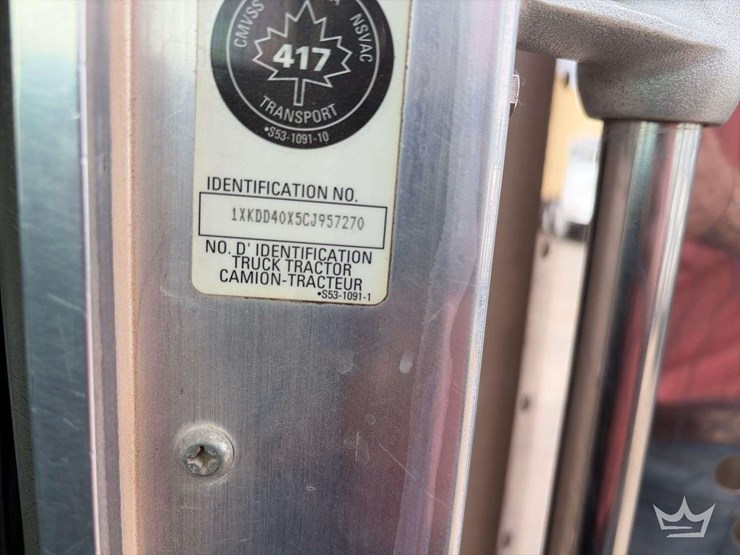 CMVSS NSVAC
417
TRANSPORT
•S53-1091-10
IDENTIFICATION NO.
1XKDD40X5CJ957270
NO. D' IDENTIFICATION
TRUCK TRACTOR
CAMION-TRACTEUR
•S53-1091-1